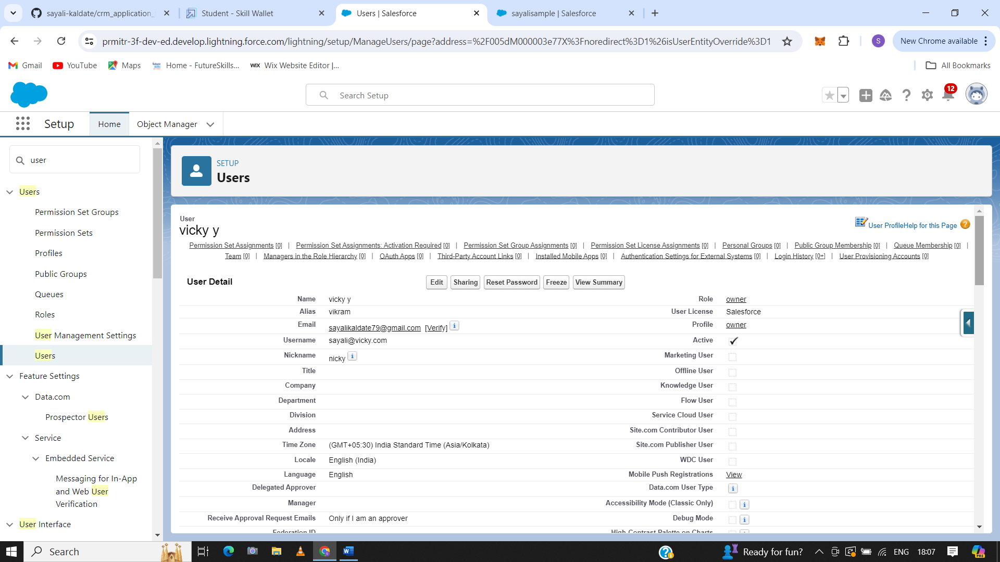 sayali-kaldate/crm_application_
Student - Skill Wallet
Users | Salesforce
sayalisample | Salesforce
prmitr-3f-dev-ed.develop.lightning.force.com/lightning/setup/ManageUsers/page?address=%2F005dM000003e77X%3Fnoredirect%3D1%26isUserEntityOverride%3D1
S
New Chrome available
Gmail
YouTube
Maps
Home - FutureSkills...
WIX Wix Website Editor |...
All Bookmarks
Search Setup
12
Setup
Home
Object Manager
user
Users
Permission Set Groups
Permission Sets
Profiles
Public Groups
Queues
Roles
User Management Settings
Users
Feature Settings
Data.com
Prospector Users
Service
Embedded Service
Messaging for In-App
and Web User
Verification
User Interface
SETUP
Users
User
vicky y
User Profile Help for this Page
Permission Set Assignments [0] | Permission Set Assignments: Activation Required [0] | Permission Set Group Assignments [0] | Permission Set License Assignments [0] | Personal Groups [0] | Public Group Membership [0] | Queue Membership [0] |
Team [0] | Managers in the Role Hierarchy [0] | OAuth Apps [0] | Third-Party Account Links [0] | Installed Mobile Apps [0] | Authentication Settings for External Systems [0] | Login History [0+] | User Provisioning Accounts [0]
User Detail
Edit Sharing Reset Password Freeze View Summary
Name vicky y Role owner
Alias vikram User License Salesforce
Email sayalikaldate79@gmail.com [Verify] i Profile owner
Username sayali@vicky.com Active
Nickname nicky i Marketing User
Title Offline User
Company Knowledge User
Department Flow User
Division Service Cloud User
Address Site.com Contributor User
Time Zone (GMT+05:30) India Standard Time (Asia/Kolkata) Site.com Publisher User
Locale English (India) WDC User
Language English Mobile Push Registrations View
Delegated Approver Data.com User Type i
Manager Accessibility Mode (Classic Only) i
Receive Approval Request Emails Only if I am an approver Debug Mode i
Federation ID High-Contrast Palette on Charts
Search
Ready for fun?
ENG
18:07
PRE